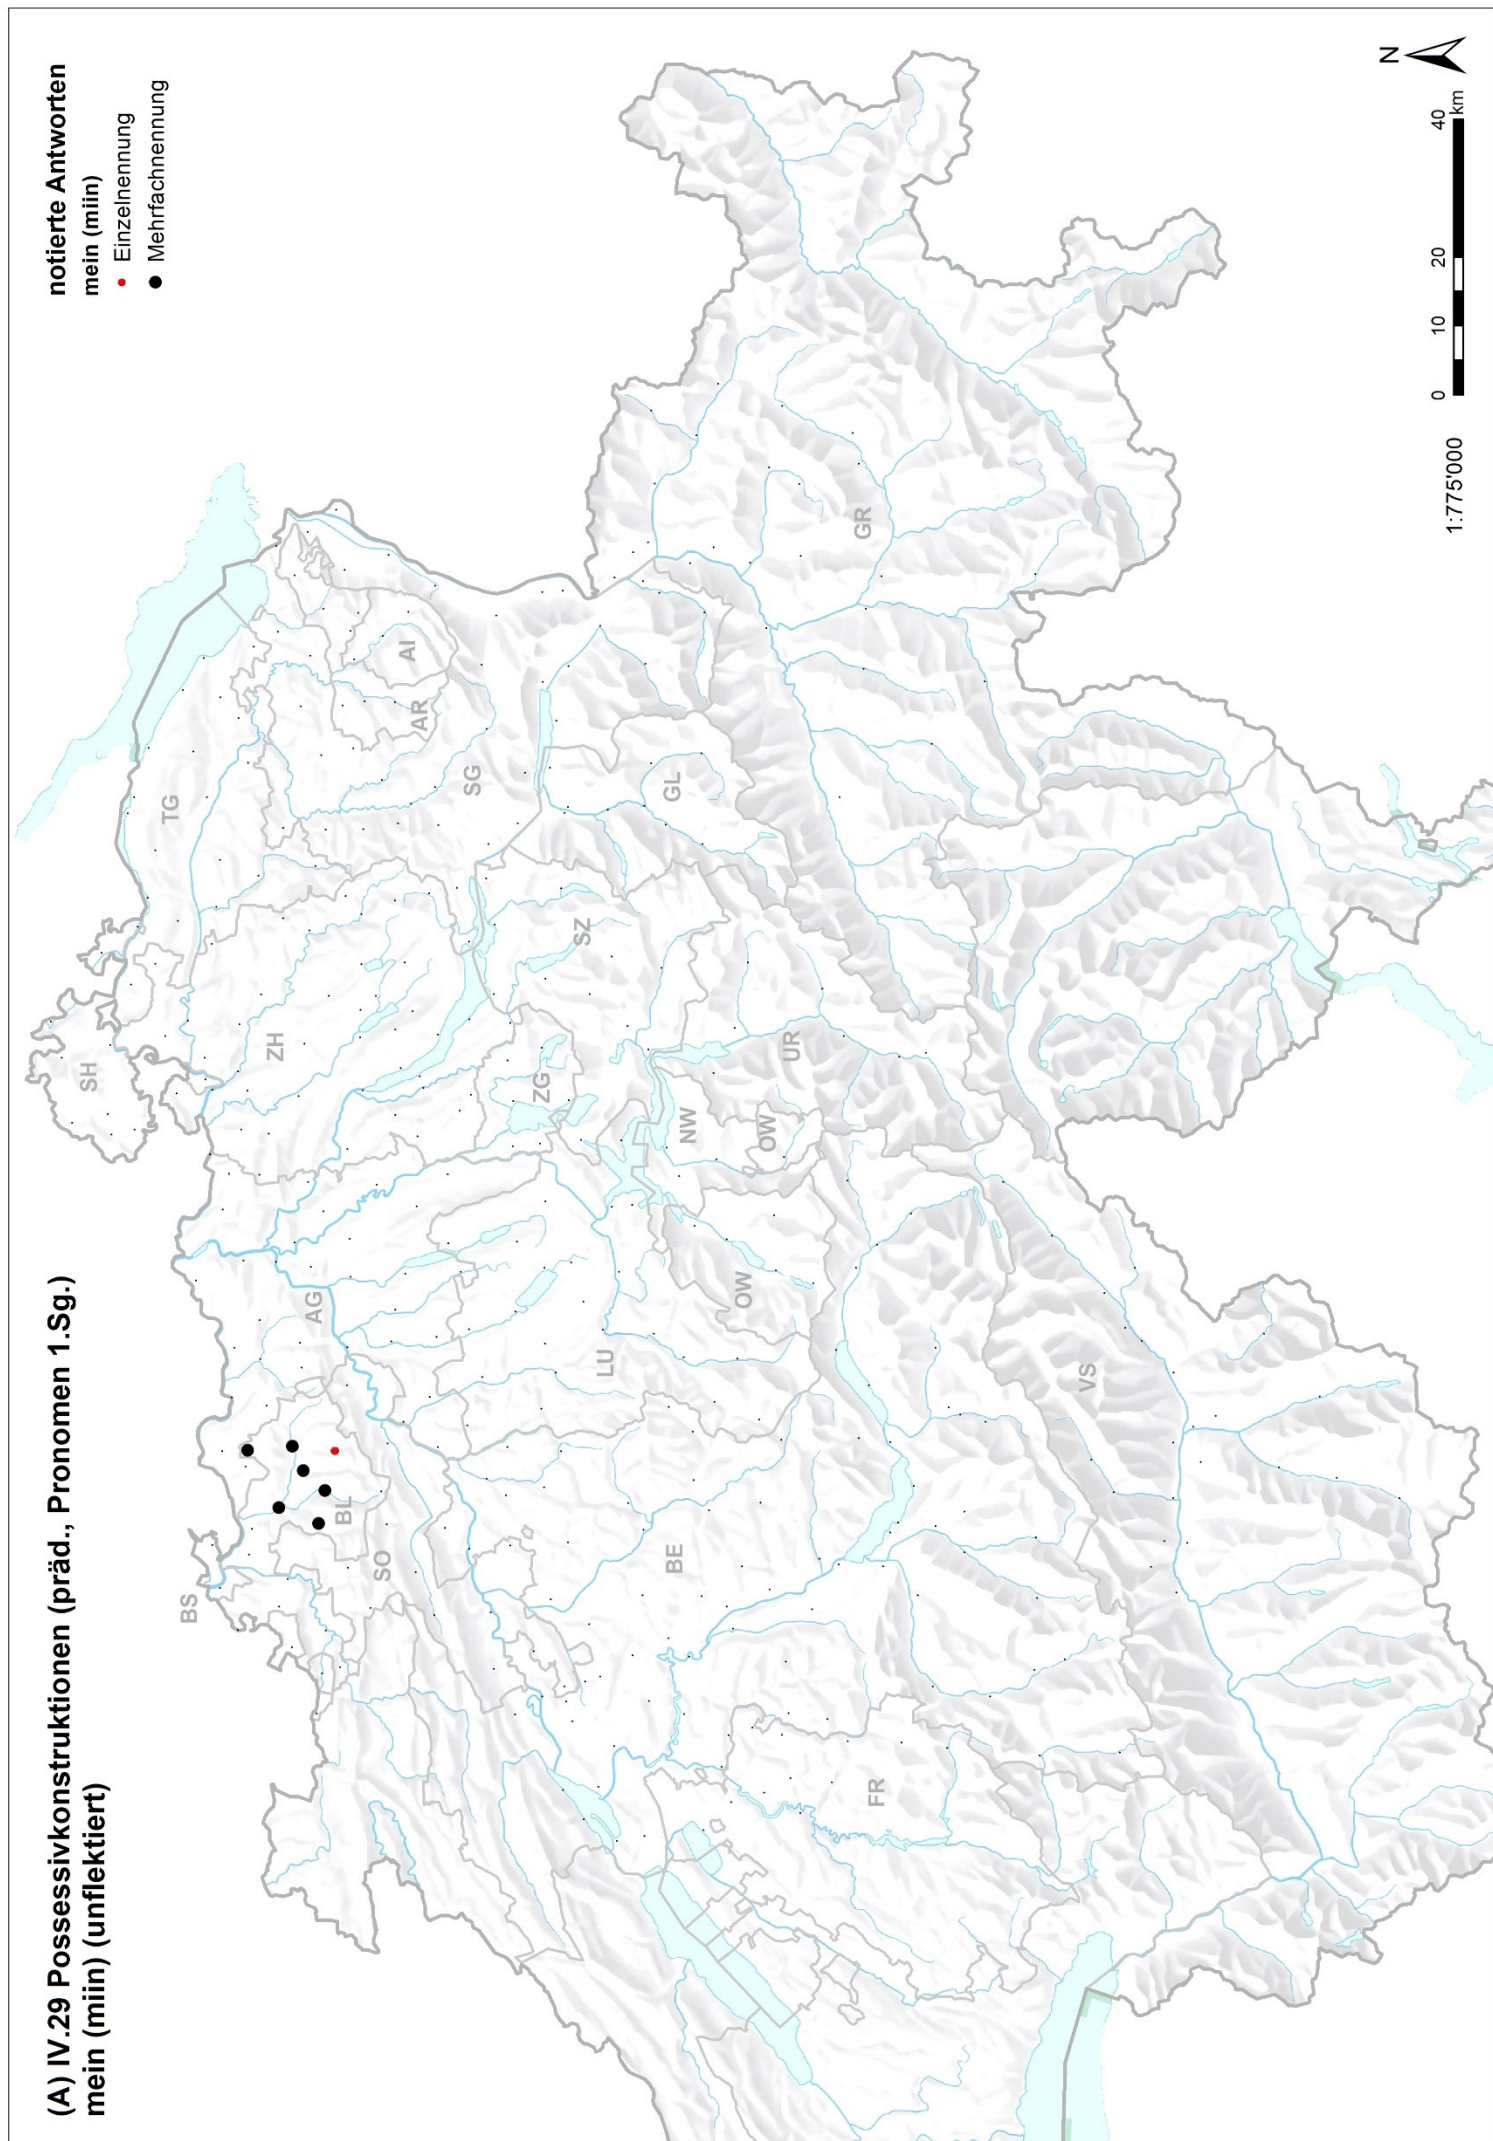 (A) IV.29 Possessivkonstruktionen (präd., Pronomen 1.Sg.)
mein (miin) (unflektiert)
notierte Antworten
mein (miin)
Einzelnennung
Mehrfachnennung
BS
SH
TG
BL
AG
ZH
SO
AR
AI
SG
LU
ZG
SZ
BE
OW
NW
GL
OW
UR
FR
VS
GR
N
1:775'000
0
10
20
40
km